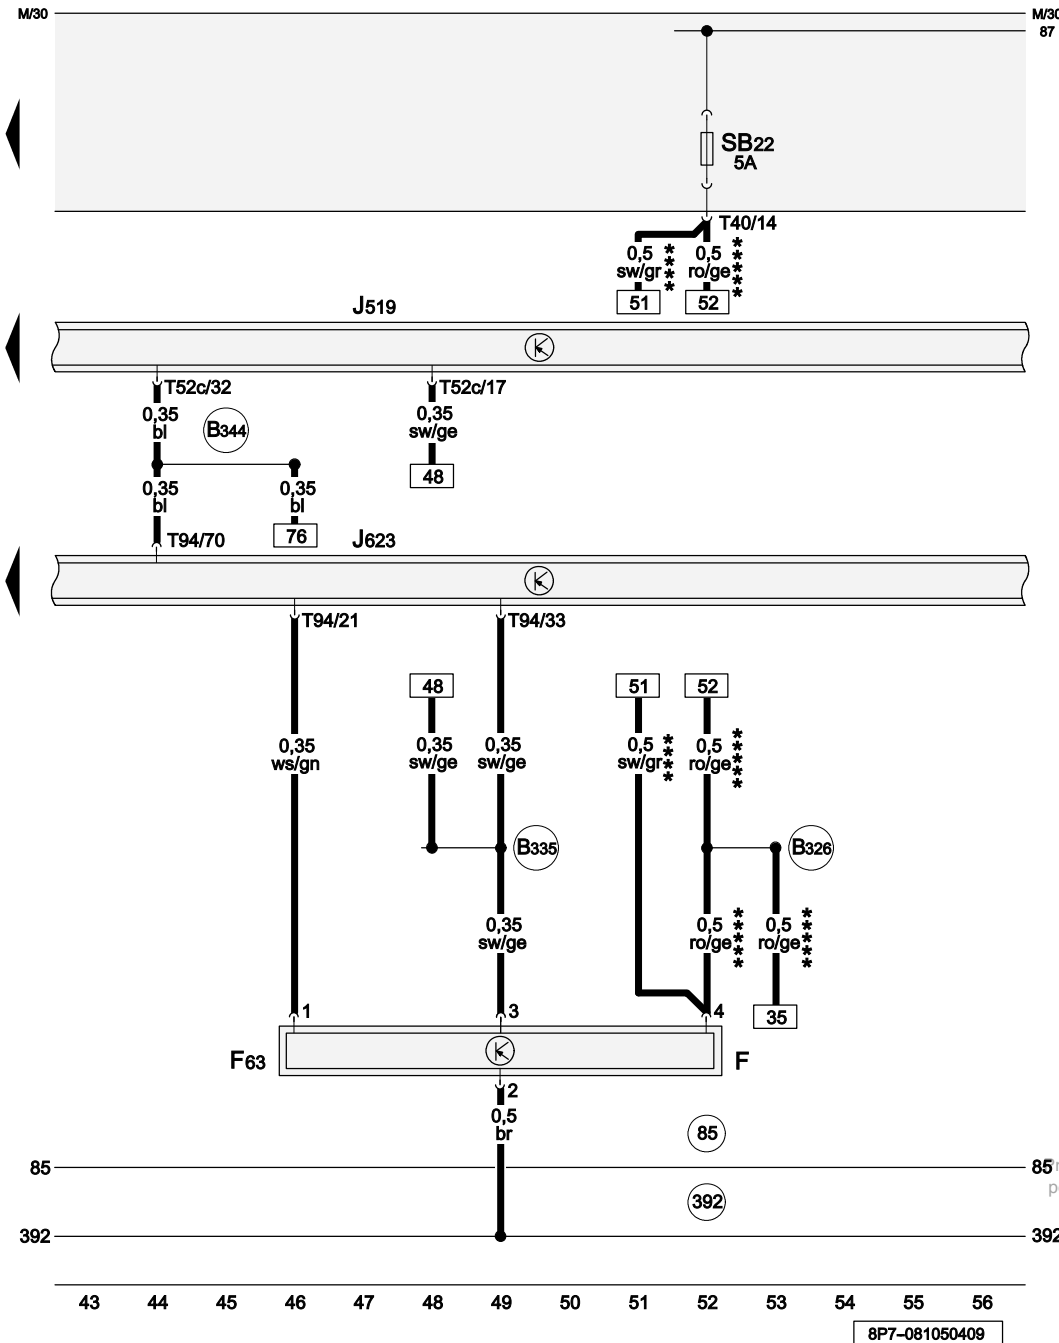 M/30
M/30
87
SB22
5A
T40/14
0,5
sw/gr
****
0,5
ro/ge
*****
51
52
J519
T52c/32
T52c/17
0,35
bl
B344
0,35
sw/ge
48
0,35
bl
0,35
bl
76
T94/70
J623
T94/21
T94/33
48
51
52
0,35
ws/gn
0,35
sw/ge
0,35
sw/ge
0,5
sw/gr
****
0,5
ro/ge
*****
B335
B326
0,35
sw/ge
0,5
ro/ge
*****
0,5
ro/ge
*****
1
3
4
35
F63
F
2
0,5
br
85
85
85
392
392
392
43 44 45 46 47 48 49 50 51 52 53 54 55 56
8P7-081050409